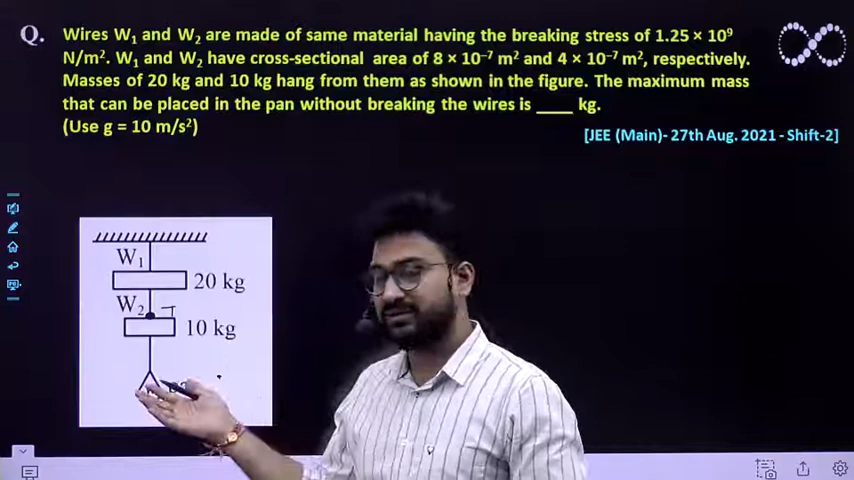 Q. Wires W₁ and W₂ are made of same material having the breaking stress of 1.25 × 10⁹
N/m². W₁ and W₂ have cross-sectional area of 8 × 10⁻⁷ m² and 4 × 10⁻⁷ m², respectively.
Masses of 20 kg and 10 kg hang from them as shown in the figure. The maximum mass
that can be placed in the pan without breaking the wires is ____ kg.
(Use g = 10 m/s²)
[JEE (Main)- 27th Aug. 2021 - Shift-2]
W₁
20 kg
W₂ T
10 kg